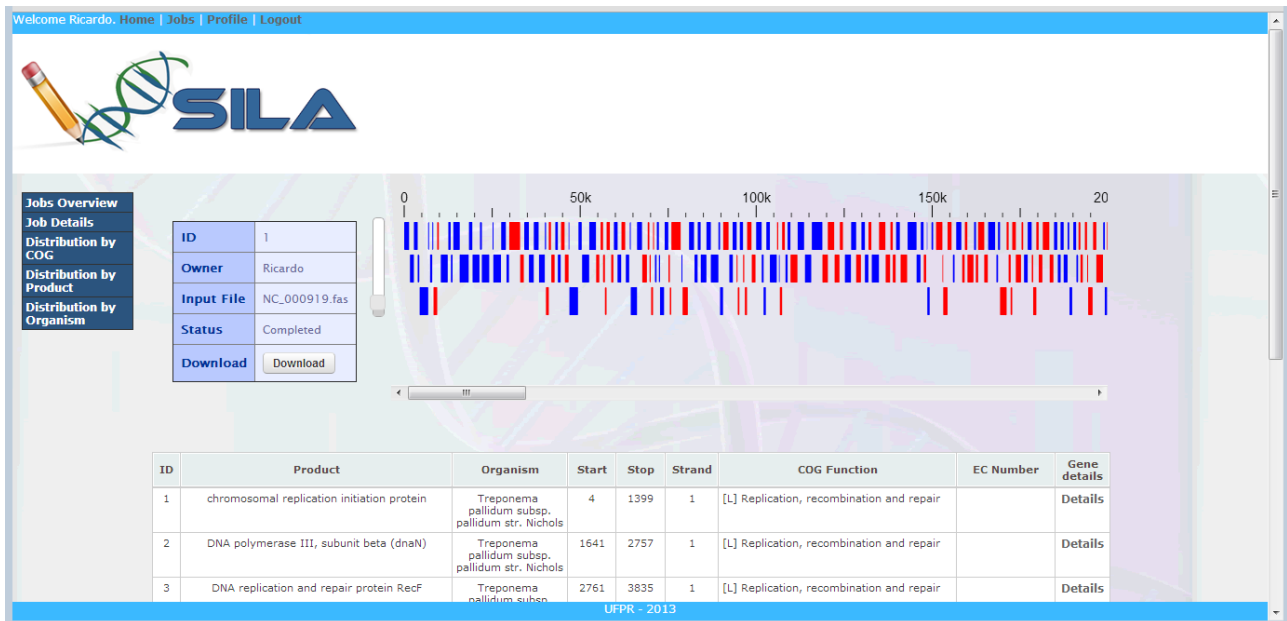 Welcome Ricardo. Home | Jobs | Profile | Logout
SILA
Jobs Overview
Job Details
Distribution by
COG
Distribution by
Product
Distribution by
Organism
ID 1
Owner Ricardo
Input File NC_000919.fas
Status Completed
Download Download
0 50k 100k 150k 20
ID Product Organism Start Stop Strand COG Function EC Number Gene
details
1 chromosomal replication initiation protein Treponema 4 1399 1 [L] Replication, recombination and repair Details
pallidum subsp.
pallidum str. Nichols
2 DNA polymerase III, subunit beta (dnaN) Treponema 1641 2757 1 [L] Replication, recombination and repair Details
pallidum subsp.
pallidum str. Nichols
3 DNA replication and repair protein RecF Treponema 2761 3835 1 [L] Replication, recombination and repair Details
pallidum subsp.
UFPR - 2013